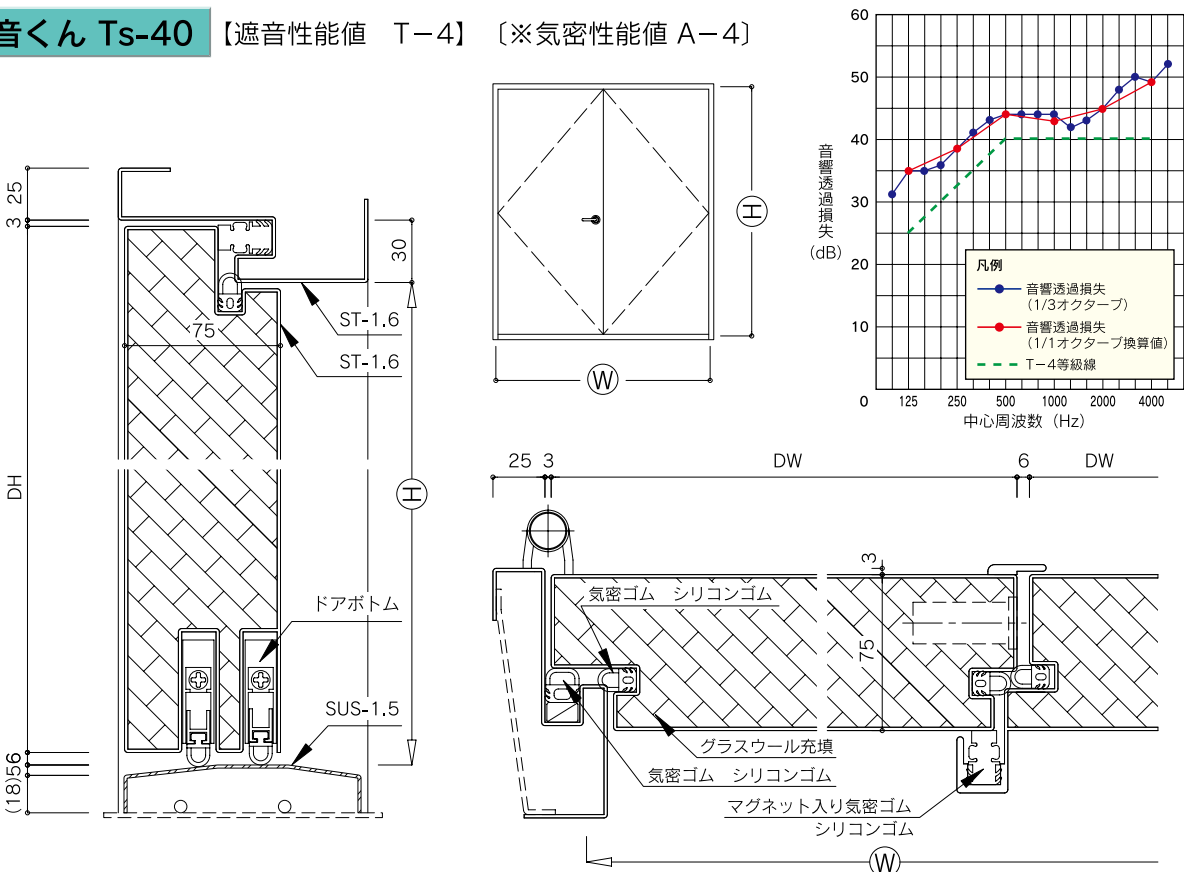 音くん Ts-40 【遮音性能値 T-4】 〔※気密性能値 A-4〕
25
3
30
75
ST-1.6
ST-1.6
DH
H
ドアボトム
SUS-1.5
6
5
(18)
H
W
60
50
40
30
20
10
0
125 250 500 1000 2000 4000
音響透過損失
(dB)
中心周波数 (Hz)
凡例
音響透過損失
(1/3オクターブ)
音響透過損失
(1/1オクターブ換算値)
T-4等級線
25 3 DW 6 DW
3
75
気密ゴム シリコンゴム
グラスウール充填
気密ゴム シリコンゴム
マグネット入り気密ゴム
シリコンゴム
W